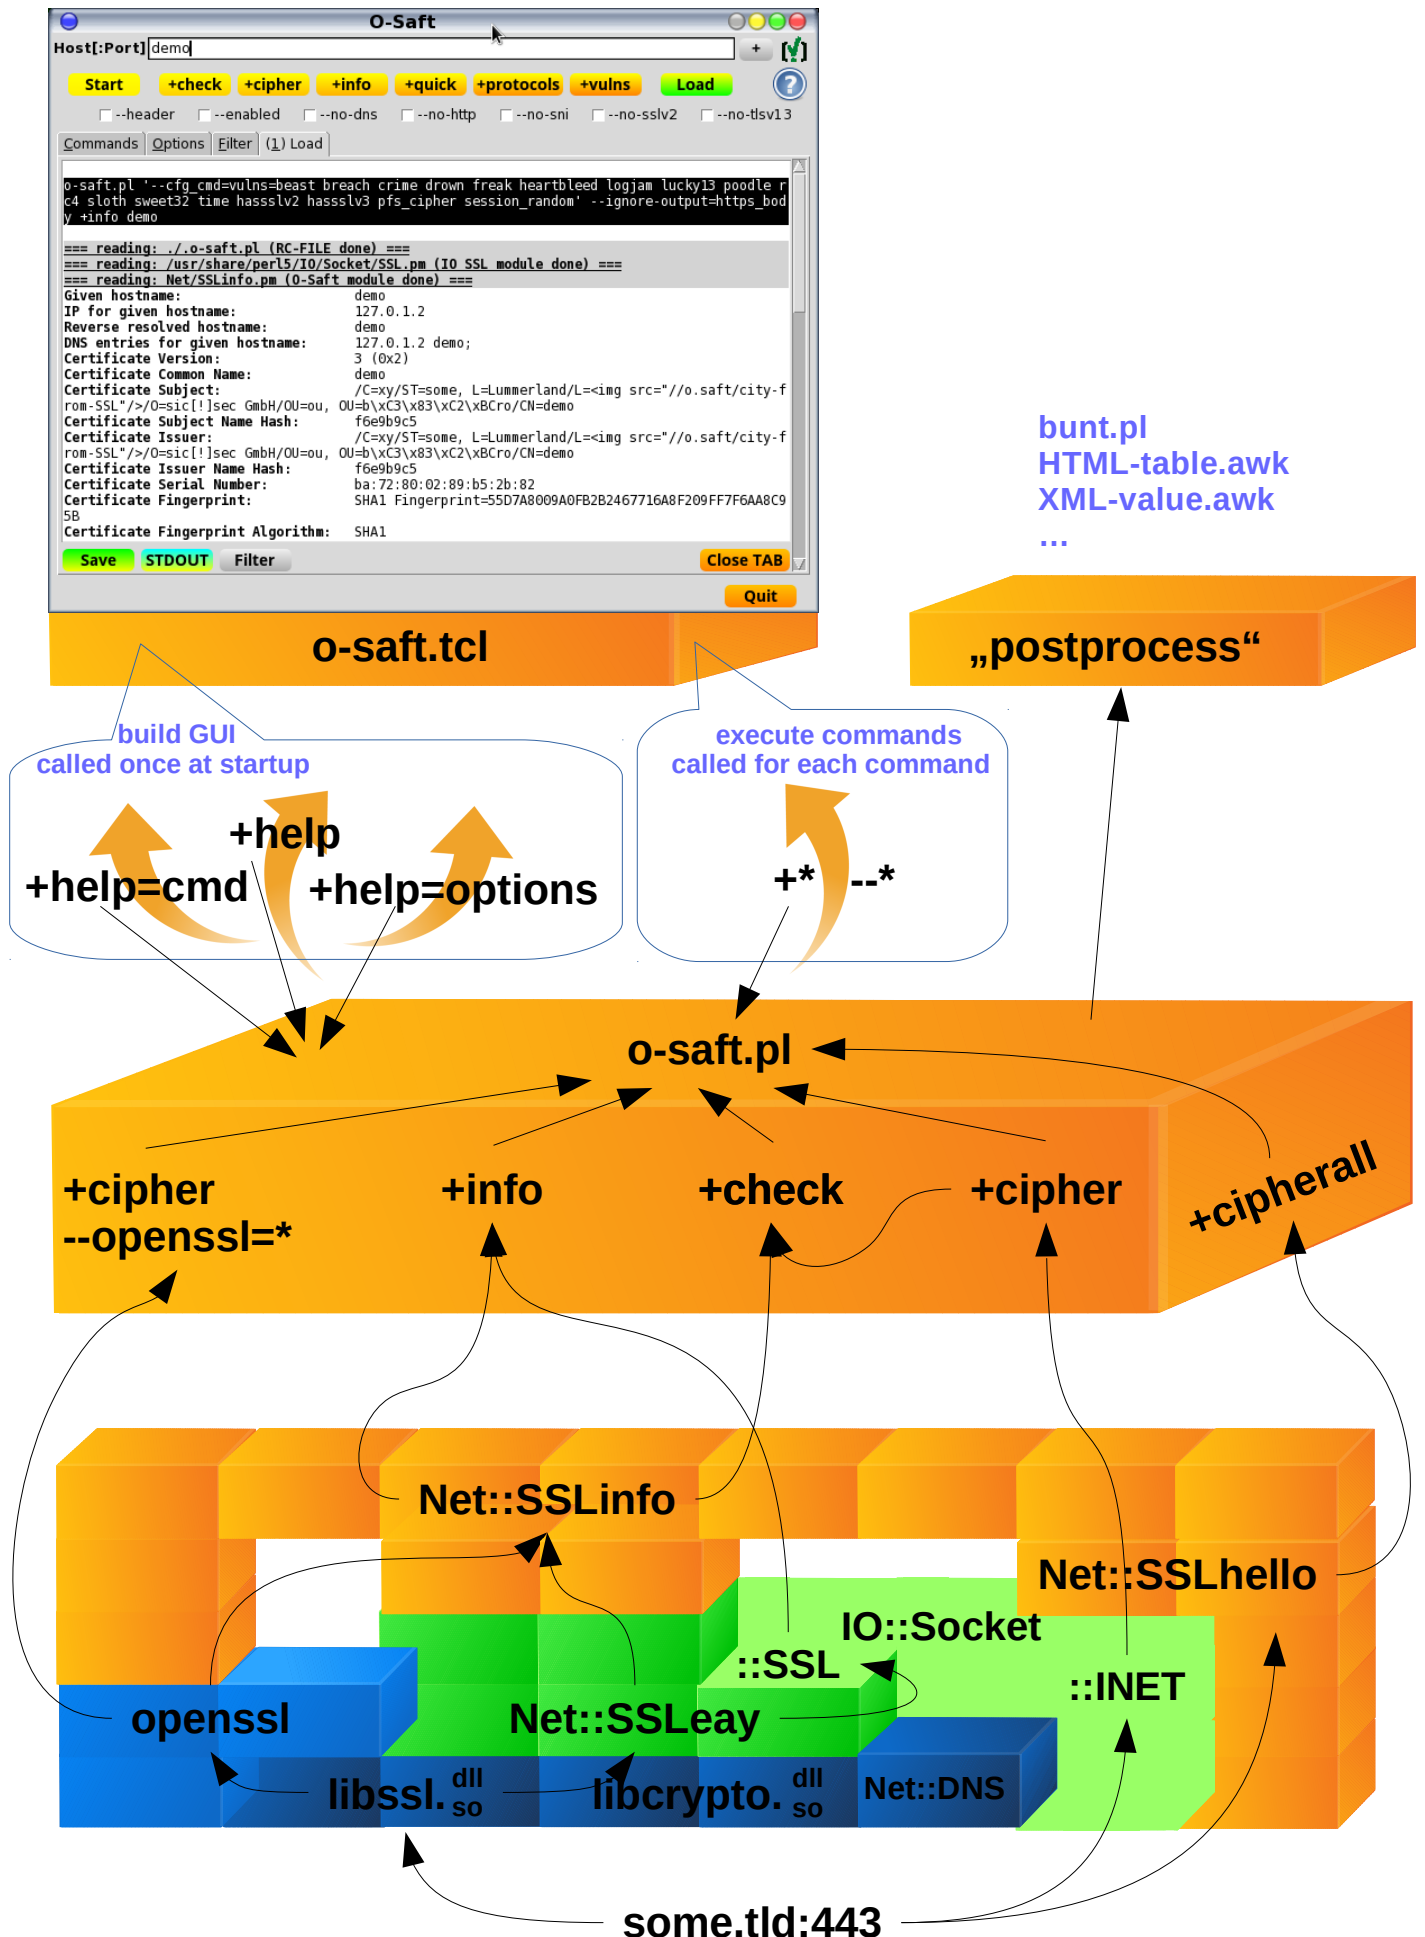 O-Saft
Host[:Port] demo +
Start +check +cipher +info +quick +protocols +vulns Load ?
--header --enabled --no-dns --no-http --no-sni --no-sslv2 --no-tlsv13
Commands Options Filter (1) Load
o-saft.pl '--cfg_cmd=vulns=beast breach crime drown freak heartbleed logjam lucky13 poodle r
c4 sloth sweet32 time hassslv2 hassslv3 pfs_cipher session_random' --ignore-output=https_bod
y +info demo
=== reading: ./.o-saft.pl (RC-FILE done) ===
=== reading: /usr/share/perl5/IO/Socket/SSL.pm (IO SSL module done) ===
=== reading: Net/SSLinfo.pm (O-Saft module done) ===
Given hostname: demo
IP for given hostname: 127.0.1.2
Reverse resolved hostname: demo
DNS entries for given hostname: 127.0.1.2 demo;
Certificate Version: 3 (0x2)
Certificate Common Name: demo
Certificate Subject: /C=xy/ST=some, L=Lummerland/L=<img src="//o.saft/city-f
rom-SSL"/>/O=sic[!]sec GmbH/OU=ou, OU=b\xC3\x83\xC2\xBCro/CN=demo
Certificate Subject Name Hash: f6e9b9c5
Certificate Issuer: /C=xy/ST=some, L=Lummerland/L=<img src="//o.saft/city-f
rom-SSL"/>/O=sic[!]sec GmbH/OU=ou, OU=b\xC3\x83\xC2\xBCro/CN=demo
Certificate Issuer Name Hash: f6e9b9c5
Certificate Serial Number: ba:72:80:02:89:b5:2b:82
Certificate Fingerprint: SHA1 Fingerprint=55D7A8009A0FB2B2467716A8F209FF7F6AA8C9
5B
Certificate Fingerprint Algorithm: SHA1
Save STDOUT Filter Close TAB
Quit
bunt.pl
HTML-table.awk
XML-value.awk
...
o-saft.tcl
„postprocess“
build GUI
called once at startup
execute commands
called for each command
+help
+help=cmd +help=options
+* --*
o-saft.pl
+cipher
--openssl=*
+info
+check
+cipher
+cipherall
Net::SSLinfo
Net::SSLhello
IO::Socket
::SSL
::INET
openssl
Net::SSLeay
libssl. dll
so
libcrypto. dll
so
Net::DNS
some.tld:443